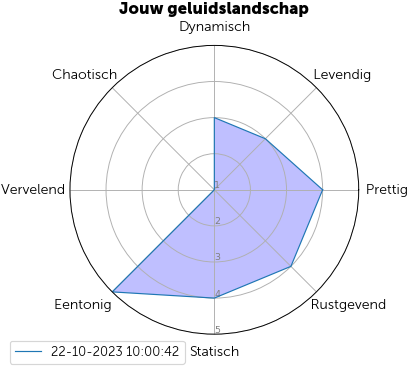 Jouw geluidslandschap
Dynamisch
Chaotisch
Levendig
Vervelend
Prettig
1
2
3
4
5
Eentonig
Rustgevend
22-10-2023 10:00:42
Statisch